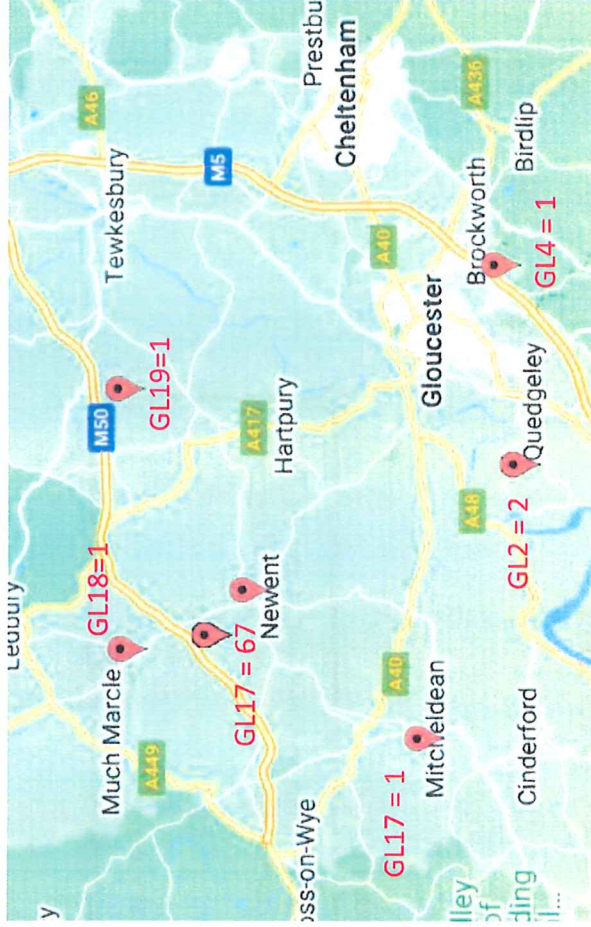 y
Ledbury
A46
Tewkesbury
Much Marcle
GL18=1
M50
GL19=1
A449
M5
GL17 = 67
Newent
A417
Hartpury
Prestbu
Cheltenham
oss-on-Wye
A40
A40
Gloucester
GL17 = 1
Mitcheldean
A48
Brockworth
A436
Quedgeley
Birdlip
GL2 = 2
GL4 = 1
Cinderford
lley
of
ding
l...